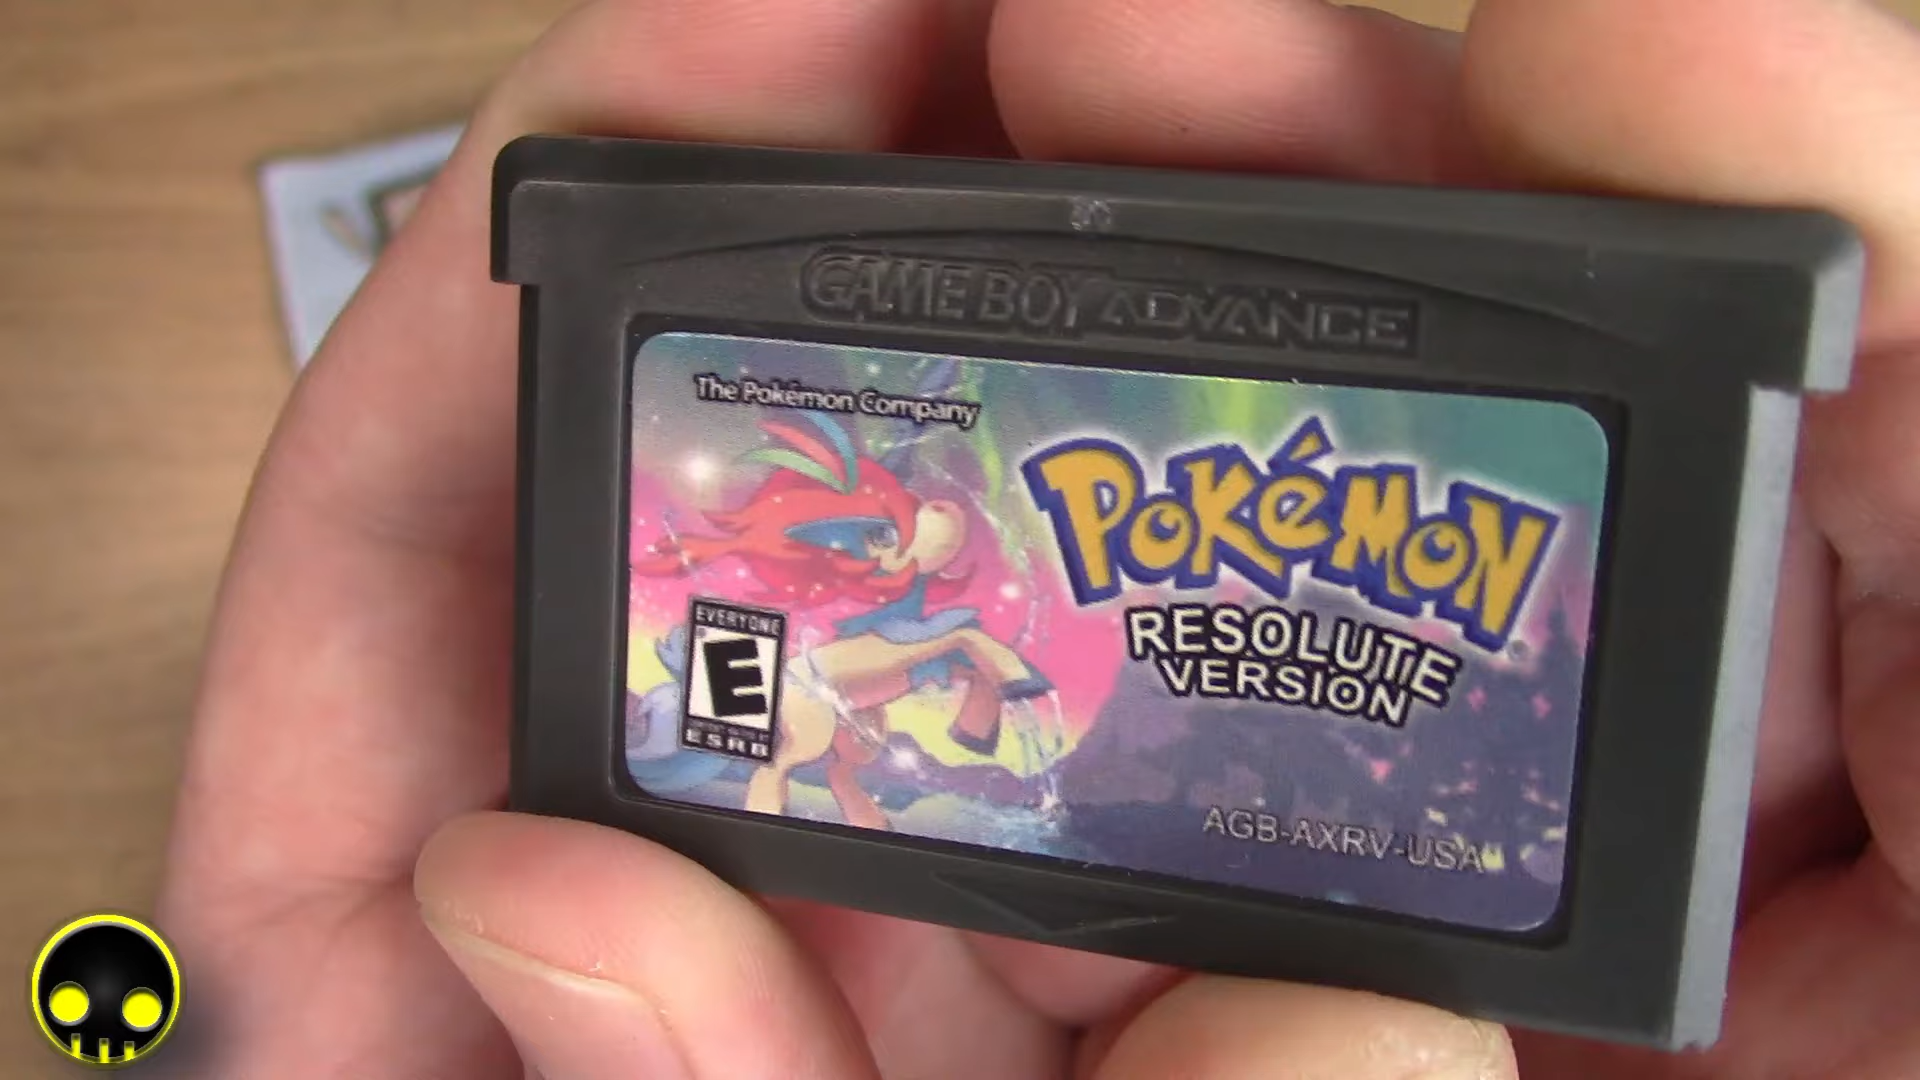 GAME BOY ADVANCE
The Pokémon Company
POKéMON
RESOLUTE
VERSION
EVERYONE
E
ESRB
AGB-AXRV-USA